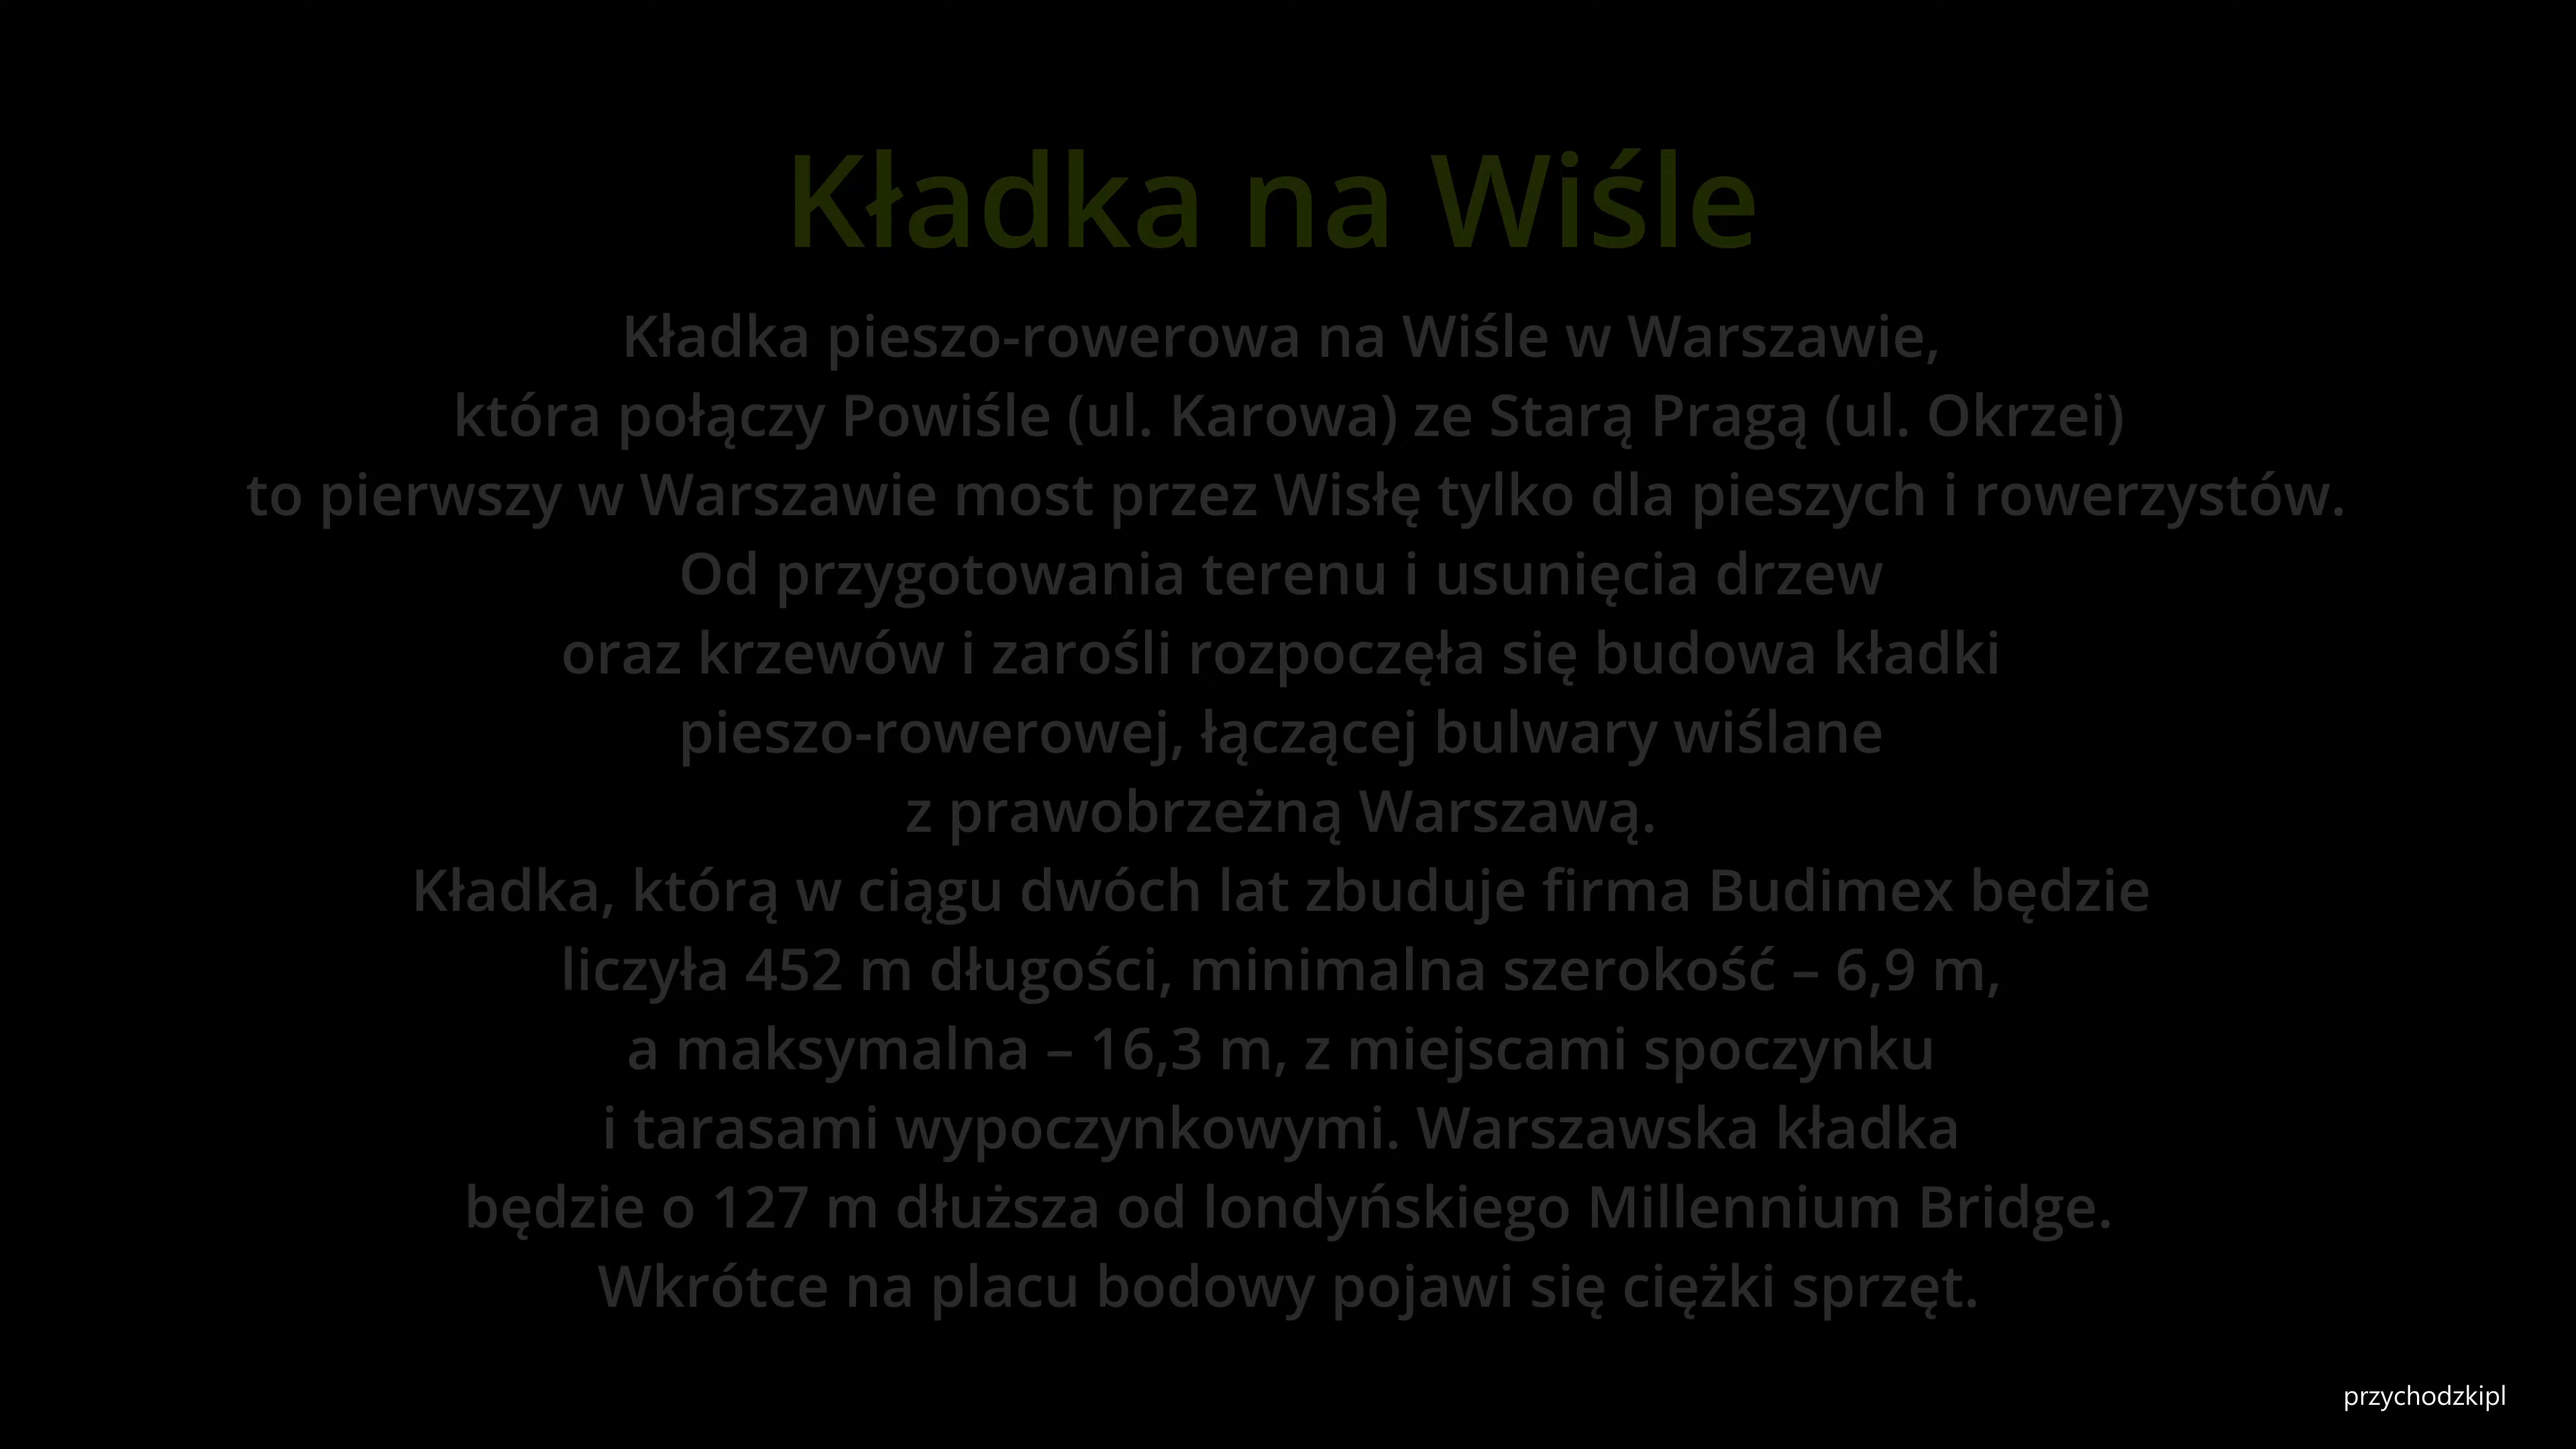 Kładka na Wiśle
Kładka pieszo-rowerowa na Wiśle w Warszawie,
która połączy Powiśle (ul. Karowa) ze Starą Pragą (ul. Okrzei)
to pierwszy w Warszawie most przez Wisłę tylko dla pieszych i rowerzystów.
Od przygotowania terenu i usunięcia drzew
oraz krzewów i zarośli rozpoczęła się budowa kładki
pieszo-rowerowej, łączącej bulwary wiślane
z prawobrzeżną Warszawą.
Kładka, którą w ciągu dwóch lat zbuduje firma Budimex będzie
liczyła 452 m długości, minimalna szerokość – 6,9 m,
a maksymalna – 16,3 m, z miejscami spoczynku
i tarasami wypoczynkowymi. Warszawska kładka
będzie o 127 m dłuższa od londyńskiego Millennium Bridge.
Wkrótce na placu bodowy pojawi się ciężki sprzęt.
przychodzkipl